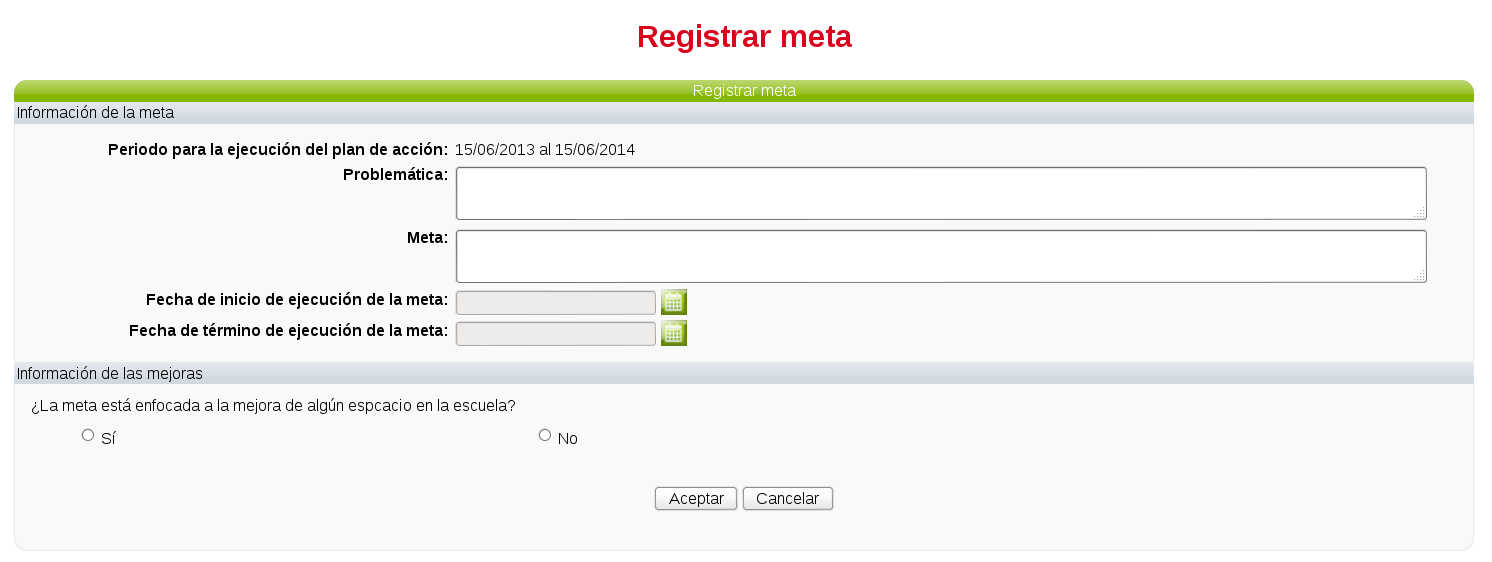 Registrar meta
Registrar meta
Información de la meta
Periodo para la ejecución del plan de acción: 15/06/2013 al 15/06/2014
Problemática:
Meta:
Fecha de inicio de ejecución de la meta:
Fecha de término de ejecución de la meta:
Información de las mejoras
¿La meta está enfocada a la mejora de algún espcacio en la escuela?
Sí No
Aceptar Cancelar